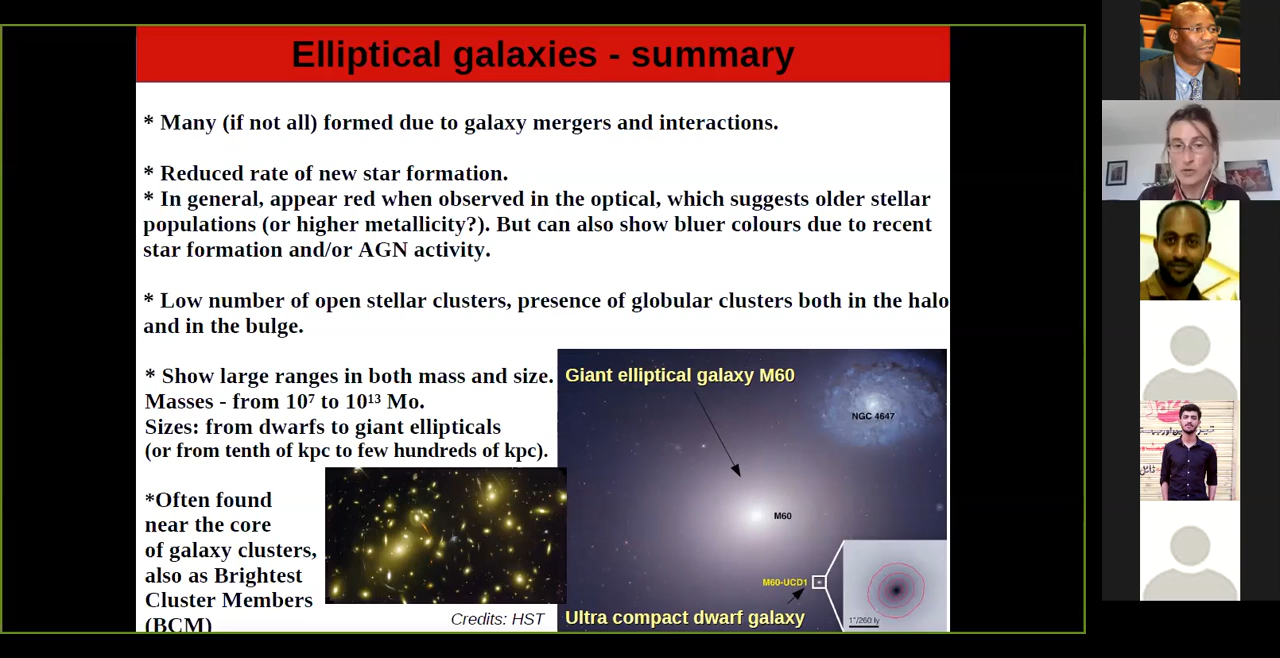 Elliptical galaxies - summary
* Many (if not all) formed due to galaxy mergers and interactions.
* Reduced rate of new star formation.
* In general, appear red when observed in the optical, which suggests older stellar
populations (or higher metallicity?). But can also show bluer colours due to recent
star formation and/or AGN activity.
* Low number of open stellar clusters, presence of globular clusters both in the halo
and in the bulge.
* Show large ranges in both mass and size.
Masses - from 10⁷ to 10¹³ Mo.
Sizes: from dwarfs to giant ellipticals
(or from tenth of kpc to few hundreds of kpc).
*Often found
near the core
of galaxy clusters,
also as Brightest
Cluster Members
(BCM)
Credits: HST
Giant elliptical galaxy M60
NGC 4647
M60
M60-UCD1
Ultra compact dwarf galaxy
1"/260 ly